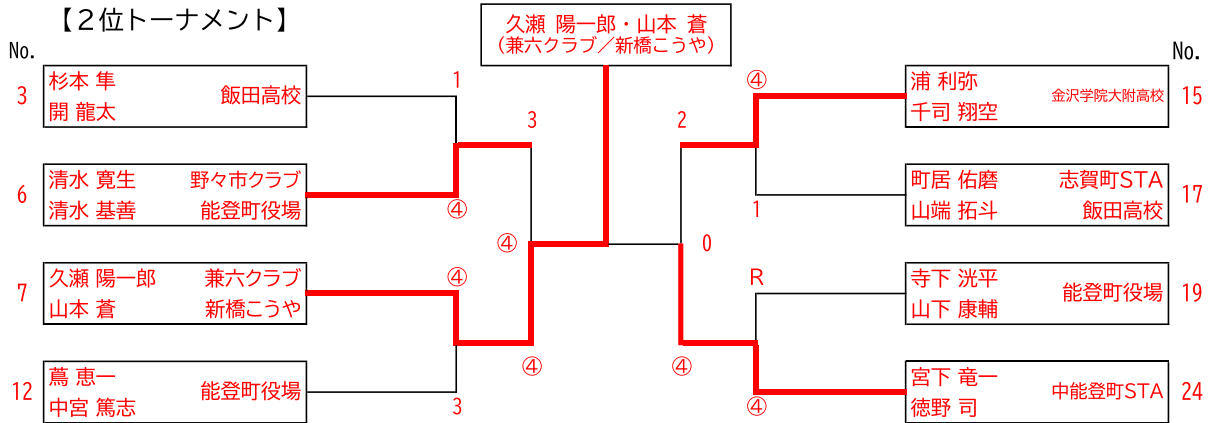 【２位トーナメント】
久瀬 陽一郎・山本 蒼
（兼六クラブ／新橋こうや）
No.
No.
3
杉本 隼
開 龍太
飯田高校
1
6
清水 寛生
清水 基善
野々市クラブ
能登町役場
④
3
7
久瀬 陽一郎
山本 蒼
兼六クラブ
新橋こうや
④
12
蔦 恵一
中宮 篤志
能登町役場
3
④
④
0
④
浦 利弥
千司 翔空
金沢学院大附高校
15
2
1
町居 佑磨
山端 拓斗
志賀町STA
飯田高校
17
R
寺下 洸平
山下 康輔
能登町役場
19
④
④
宮下 竜一
徳野 司
中能登町STA
24